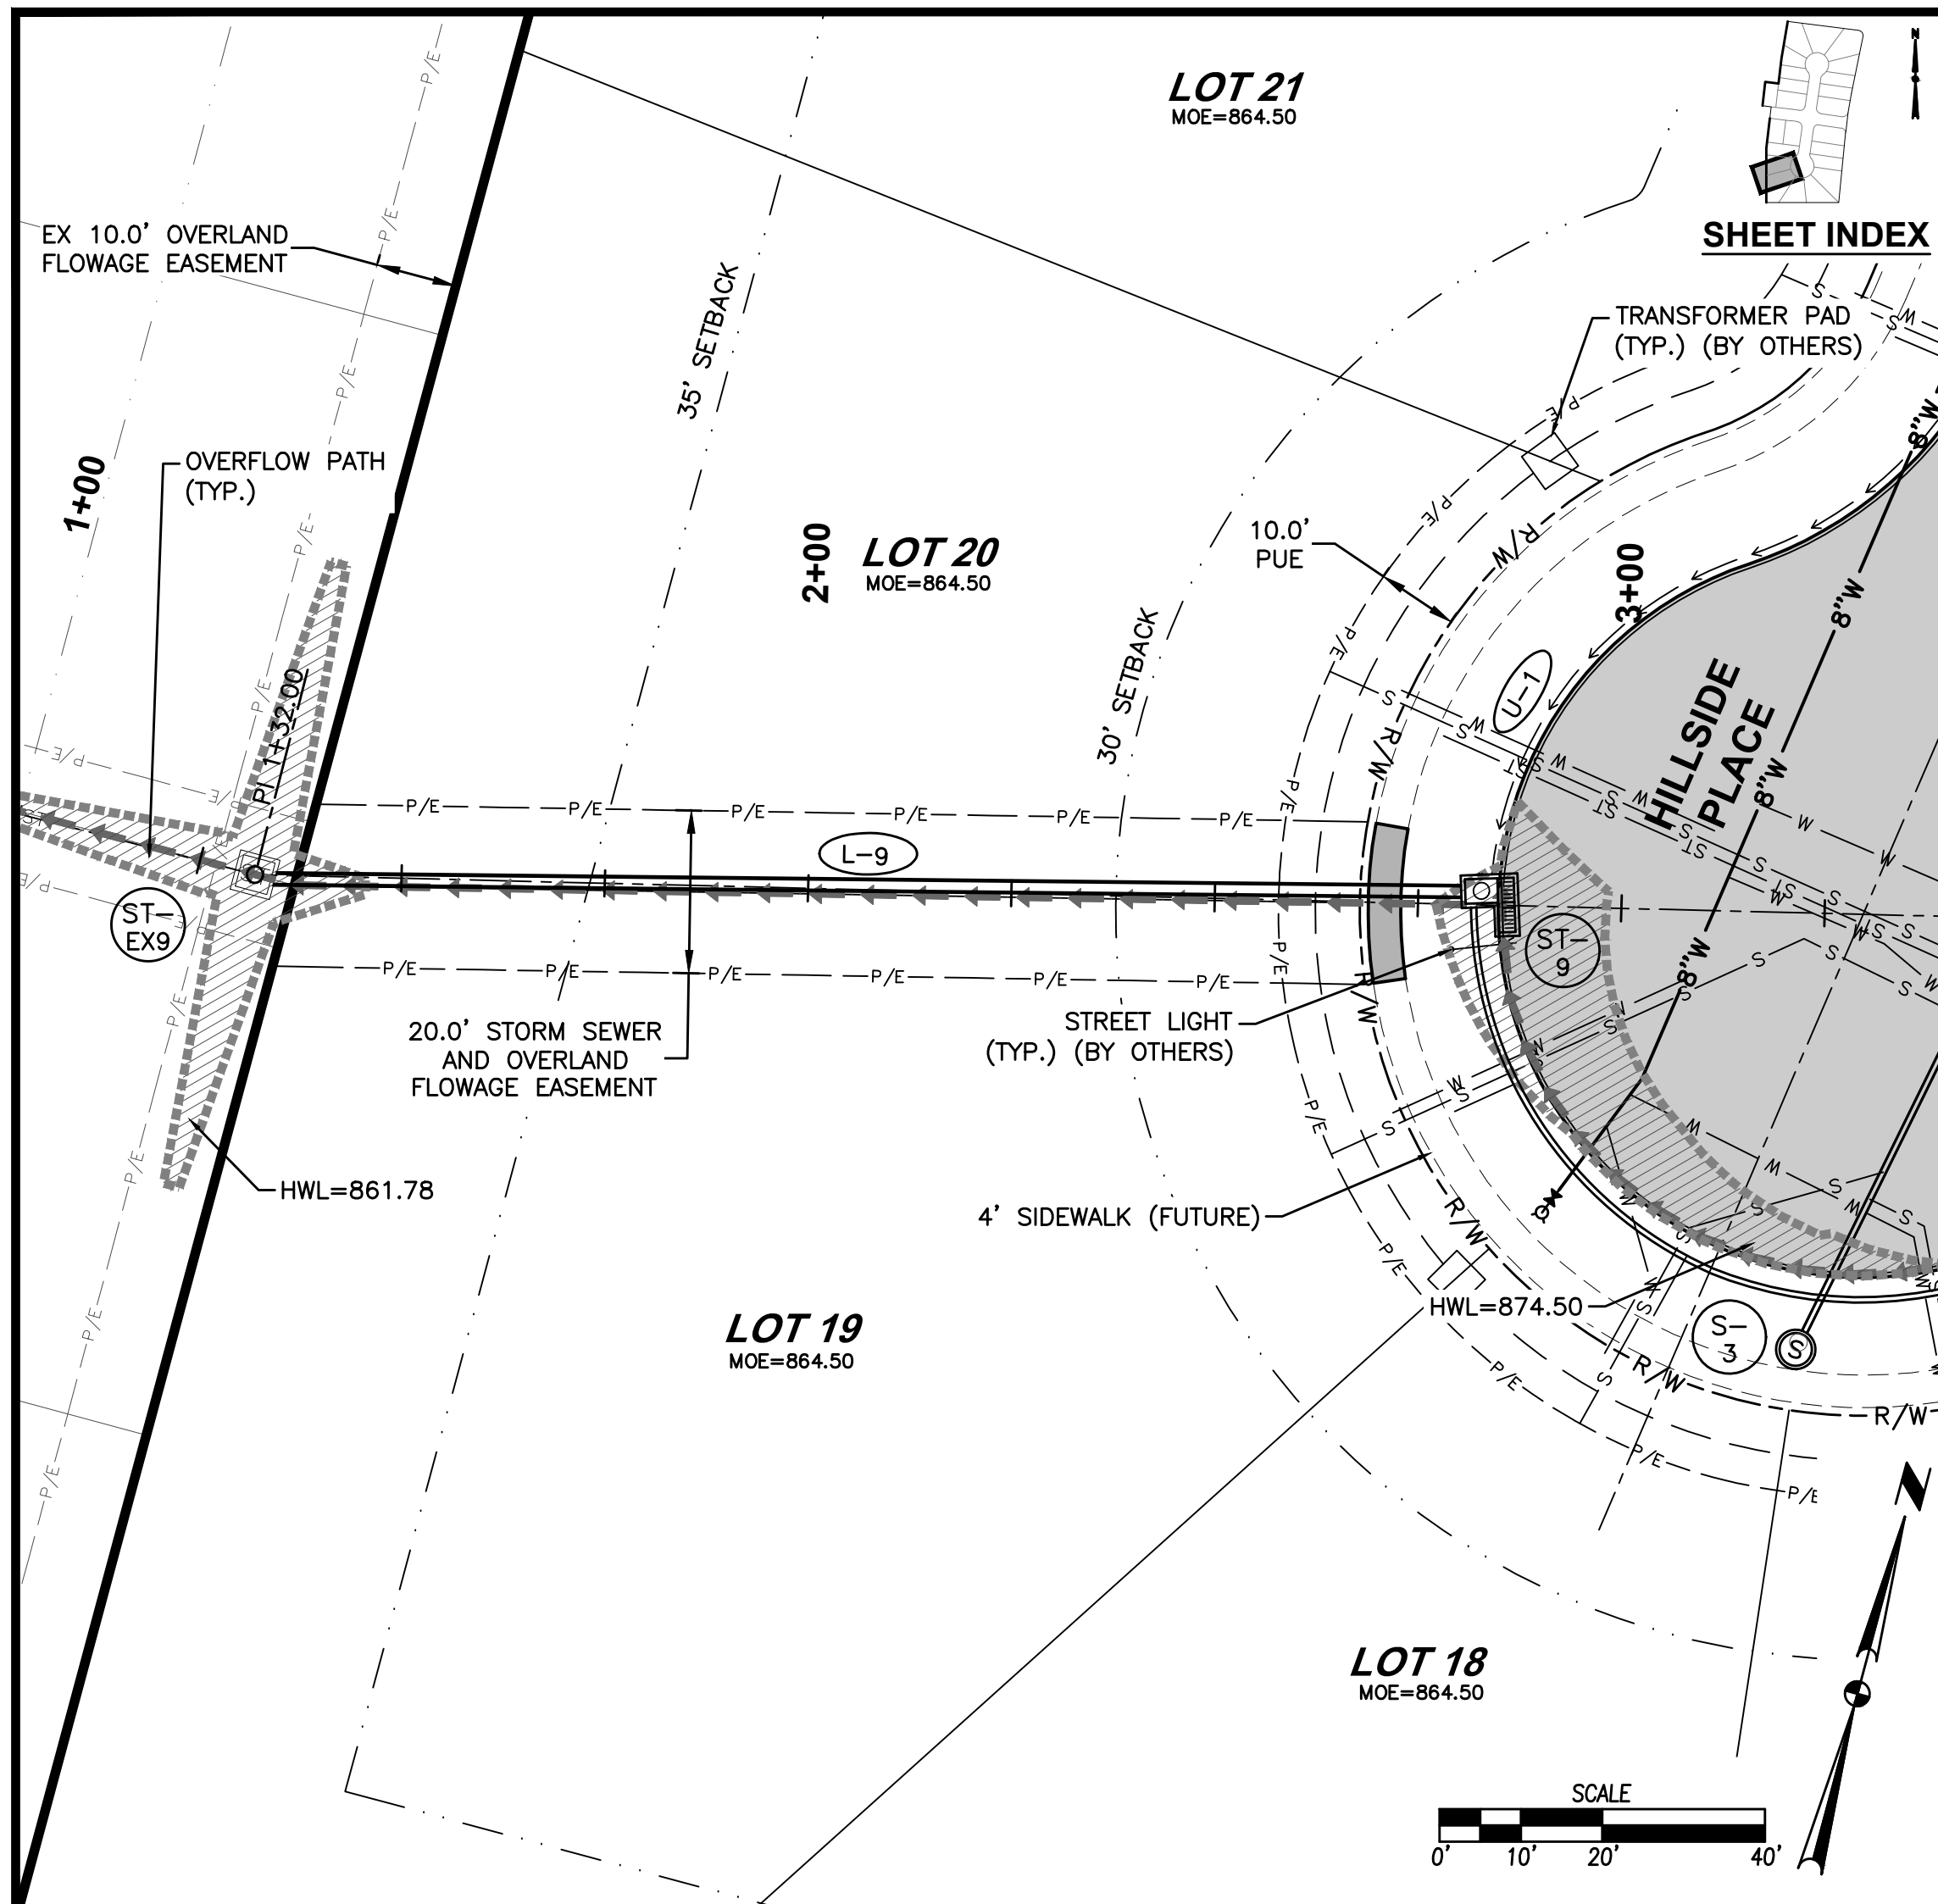 LOT 21
MOE=864.50
N
SHEET INDEX
EX 10.0' OVERLAND
FLOWAGE EASEMENT
35' SETBACK
TRANSFORMER PAD
(TYP.) (BY OTHERS)
OVERFLOW PATH
(TYP.)
1+00
2+00
LOT 20
MOE=864.50
10.0'
PUE
3+00
30' SETBACK
U-1
HILLSIDE
PLACE
8"W
8"W
8"W
8"W
PI 1+32.00
L-9
ST-
EX9
ST-
9
20.0' STORM SEWER
AND OVERLAND
FLOWAGE EASEMENT
STREET LIGHT
(TYP.) (BY OTHERS)
HWL=861.78
4' SIDEWALK (FUTURE)
HWL=874.50
S-
3
S
LOT 19
MOE=864.50
R/W
R/W
R/W
R/W
R/W
R/W
P/E
P/E
P/E
P/E
P/E
P/E
P/E
P/E
P/E
P/E
P/E
P/E
LOT 18
MOE=864.50
N
SCALE
0' 10' 20' 40'